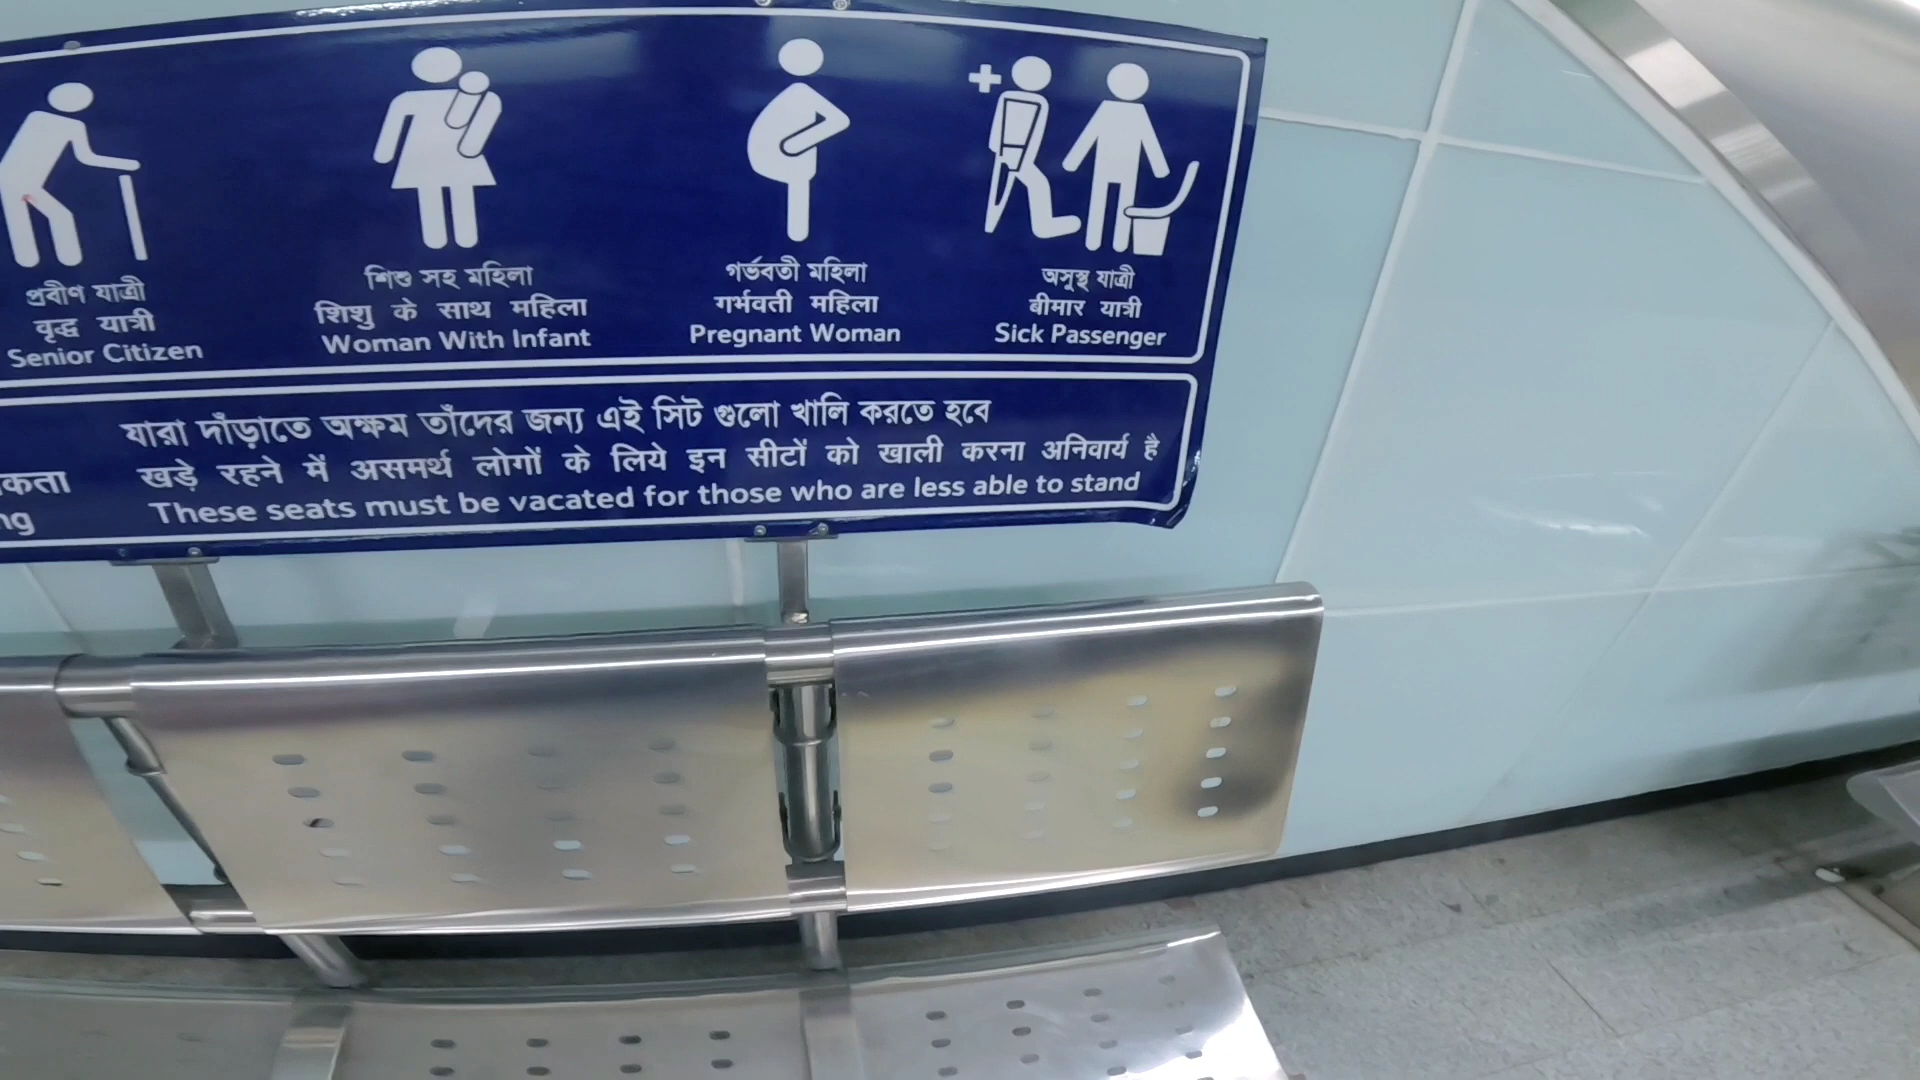 প্রবীণ যাত্রী
वृद्ध यात्री
Senior Citizen
শিশু সহ মহিলা
शिशु के साथ महिला
Woman With Infant
গর্ভবতী মহিলা
गर्भवती महिला
Pregnant Woman
অসুস্থ যাত্রী
बीमार यात्री
Sick Passenger
যারা দাঁড়াতে অক্ষম তাঁদের জন্য এই সিট গুলো খালি করতে হবে
खड़े रहने में असमर्थ लोगों के लिये इन सीटों को खाली करना अनिवार्य है
These seats must be vacated for those who are less able to stand